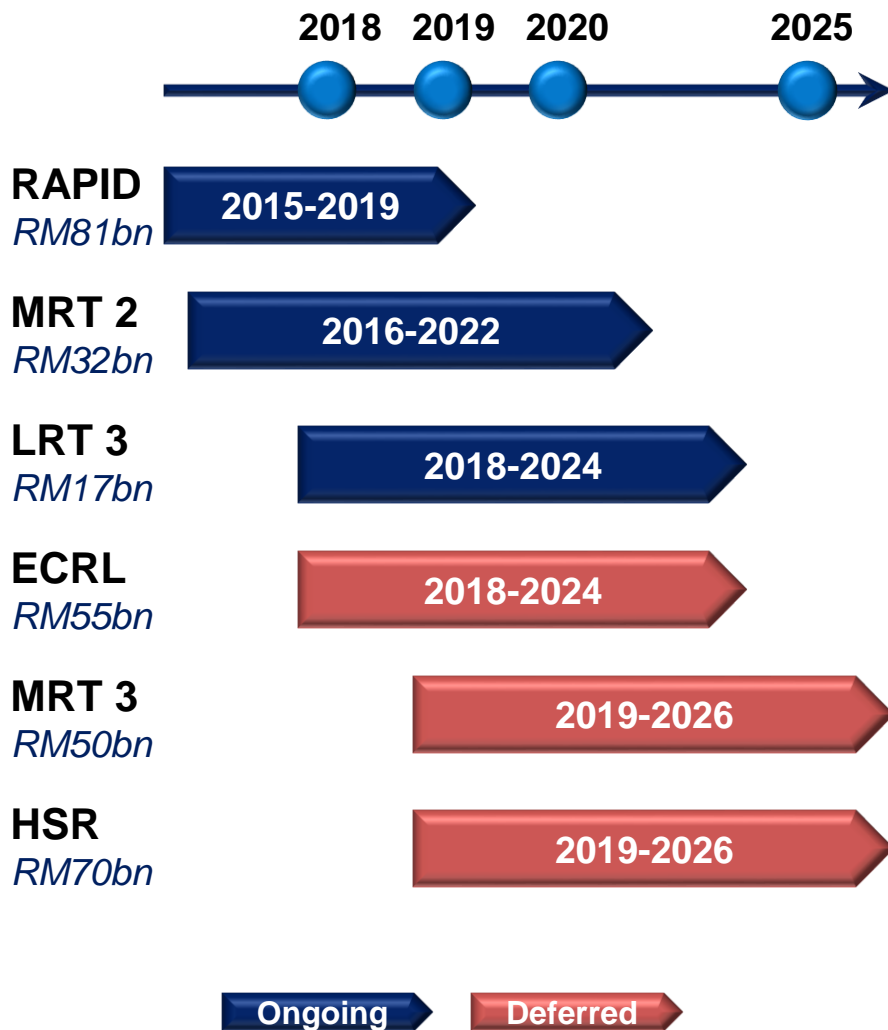 2018 2019 2020 2025
RAPID
RM81bn
2015-2019
MRT 2
RM32bn
2016-2022
LRT 3
RM17bn
2018-2024
ECRL
RM55bn
2018-2024
MRT 3
RM50bn
2019-2026
HSR
RM70bn
2019-2026
Ongoing Deferred